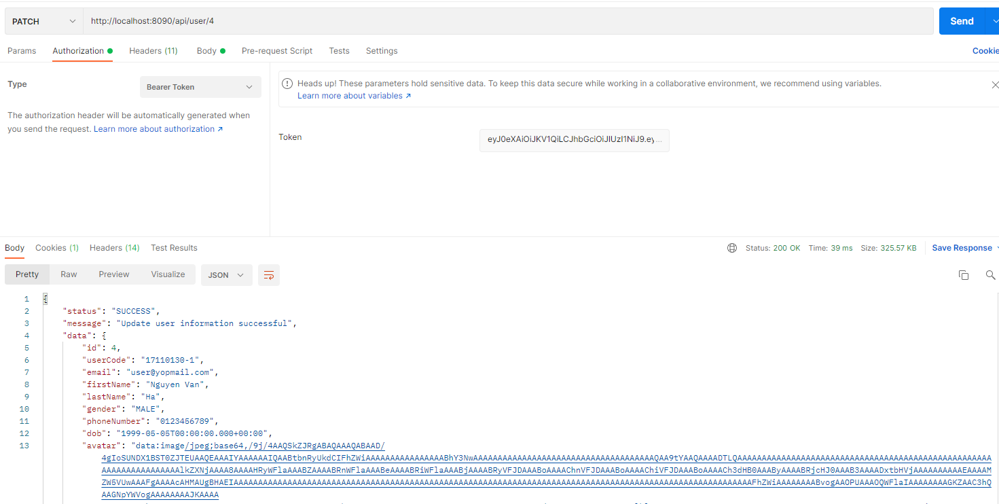 PATCH http://localhost:8090/api/user/4 Send
Params Authorization Headers (11) Body Pre-request Script Tests Settings Cookie
Type Bearer Token
The authorization header will be automatically generated when
you send the request. Learn more about authorization ↗
Heads up! These parameters hold sensitive data. To keep this data secure while working in a collaborative environment, we recommend using variables.
Learn more about variables ↗
Token eyJ0eXAiOiJKV1QiLCJhbGciOiJIUzI1NiJ9.ey...
Body Cookies (1) Headers (14) Test Results Status: 200 OK Time: 39 ms Size: 325.57 KB Save Response
Pretty Raw Preview Visualize JSON
1 {
2 "status": "SUCCESS",
3 "message": "Update user information successful",
4 "data": {
5 "id": 4,
6 "userCode": "17110130-1",
7 "email": "user@yopmail.com",
8 "firstName": "Nguyen Van",
9 "lastName": "Ha",
10 "gender": "MALE",
11 "phoneNumber": "0123456789",
12 "dob": "1999-05-05T00:00:00.000+00:00",
13 "avatar": "data:image/jpeg;base64,/9j/4AAQSkZJRgABAQAAAQABAAD/
AAGNpYWVogAAAAAAAAJKAAAA